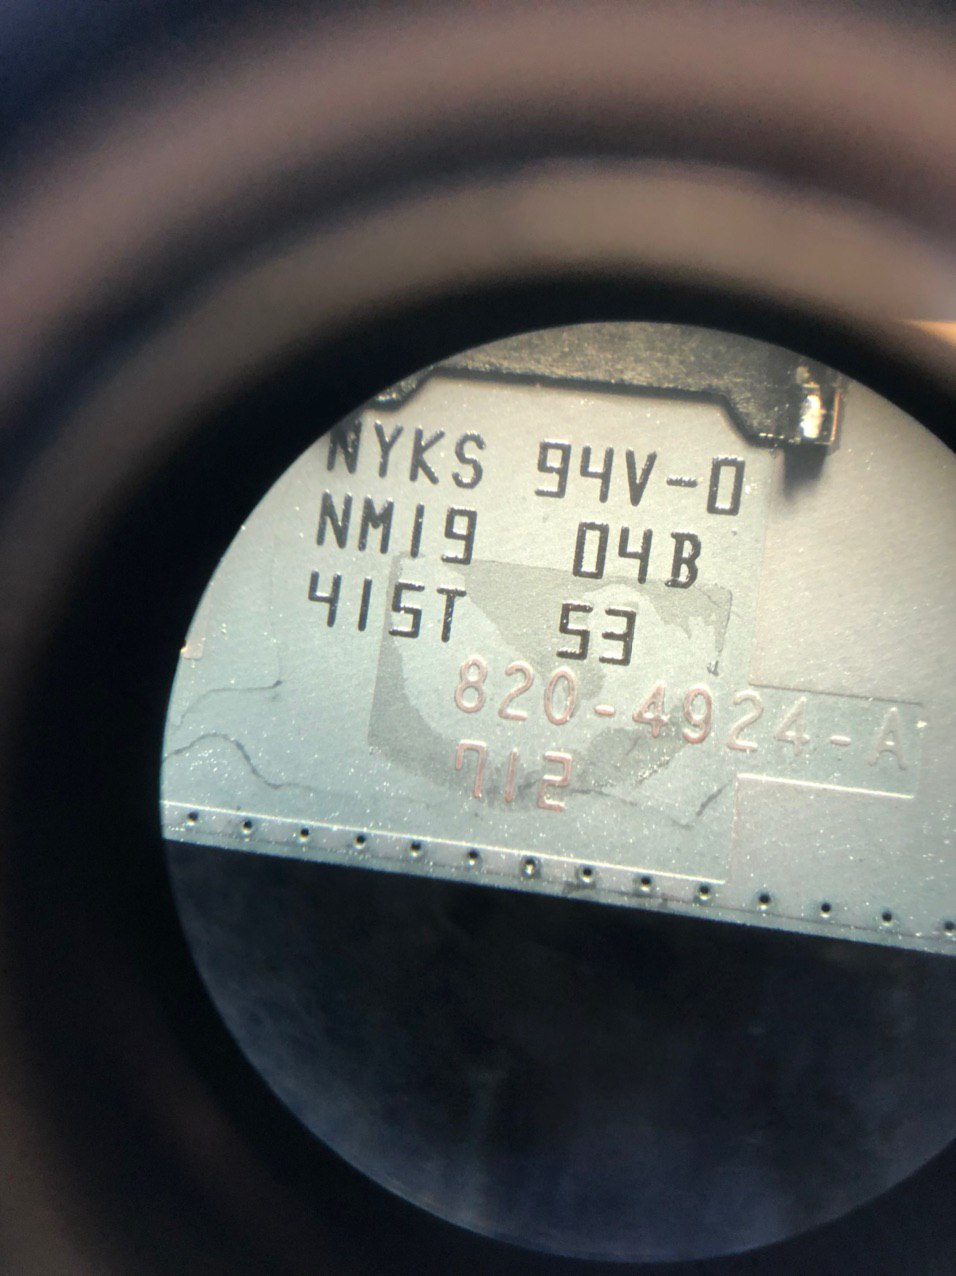 NYKS 94V-0
NM19 04B
415T 53
820-4924-A
712